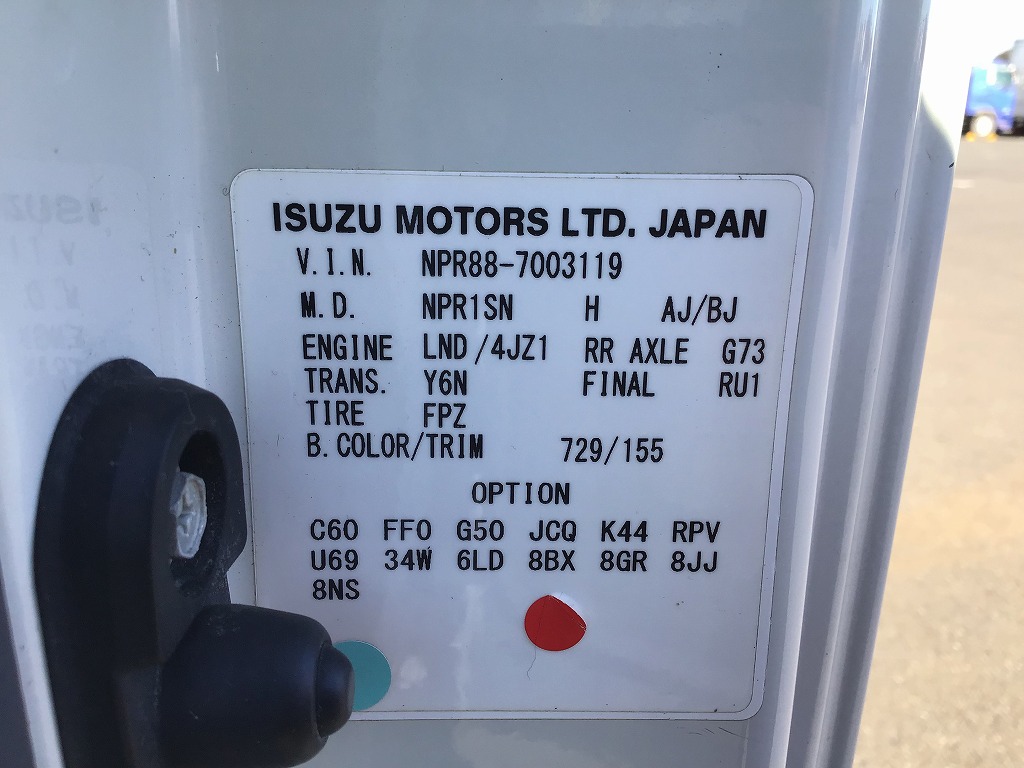 ISUZU MOTORS LTD. JAPAN
V.I.N. NPR88-7003119
M.D. NPR1SN H AJ/BJ
ENGINE LND/4JZ1 RR AXLE G73
TRANS. Y6N FINAL RU1
TIRE FPZ
B.COLOR/TRIM 729/155
OPTION
C60 FF0 G50 JCQ K44 RPV
U69 34W 6LD 8BX 8GR 8JJ
8NS